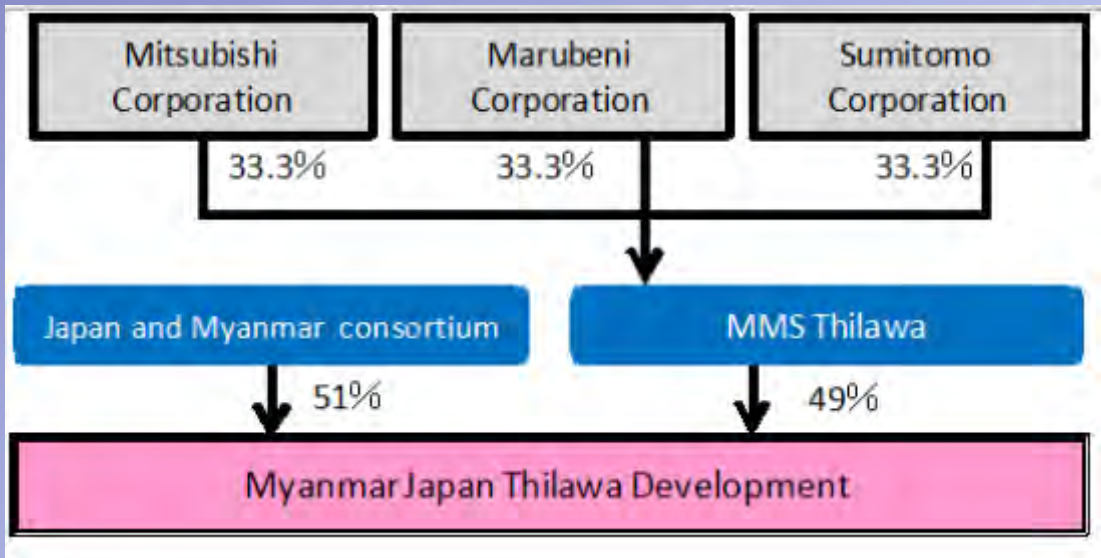 Mitsubishi
Corporation
Marubeni
Corporation
Sumitomo
Corporation
33.3%
33.3%
33.3%
Japan and Myanmar consortium
MMS Thilawa
51%
49%
Myanmar Japan Thilawa Development